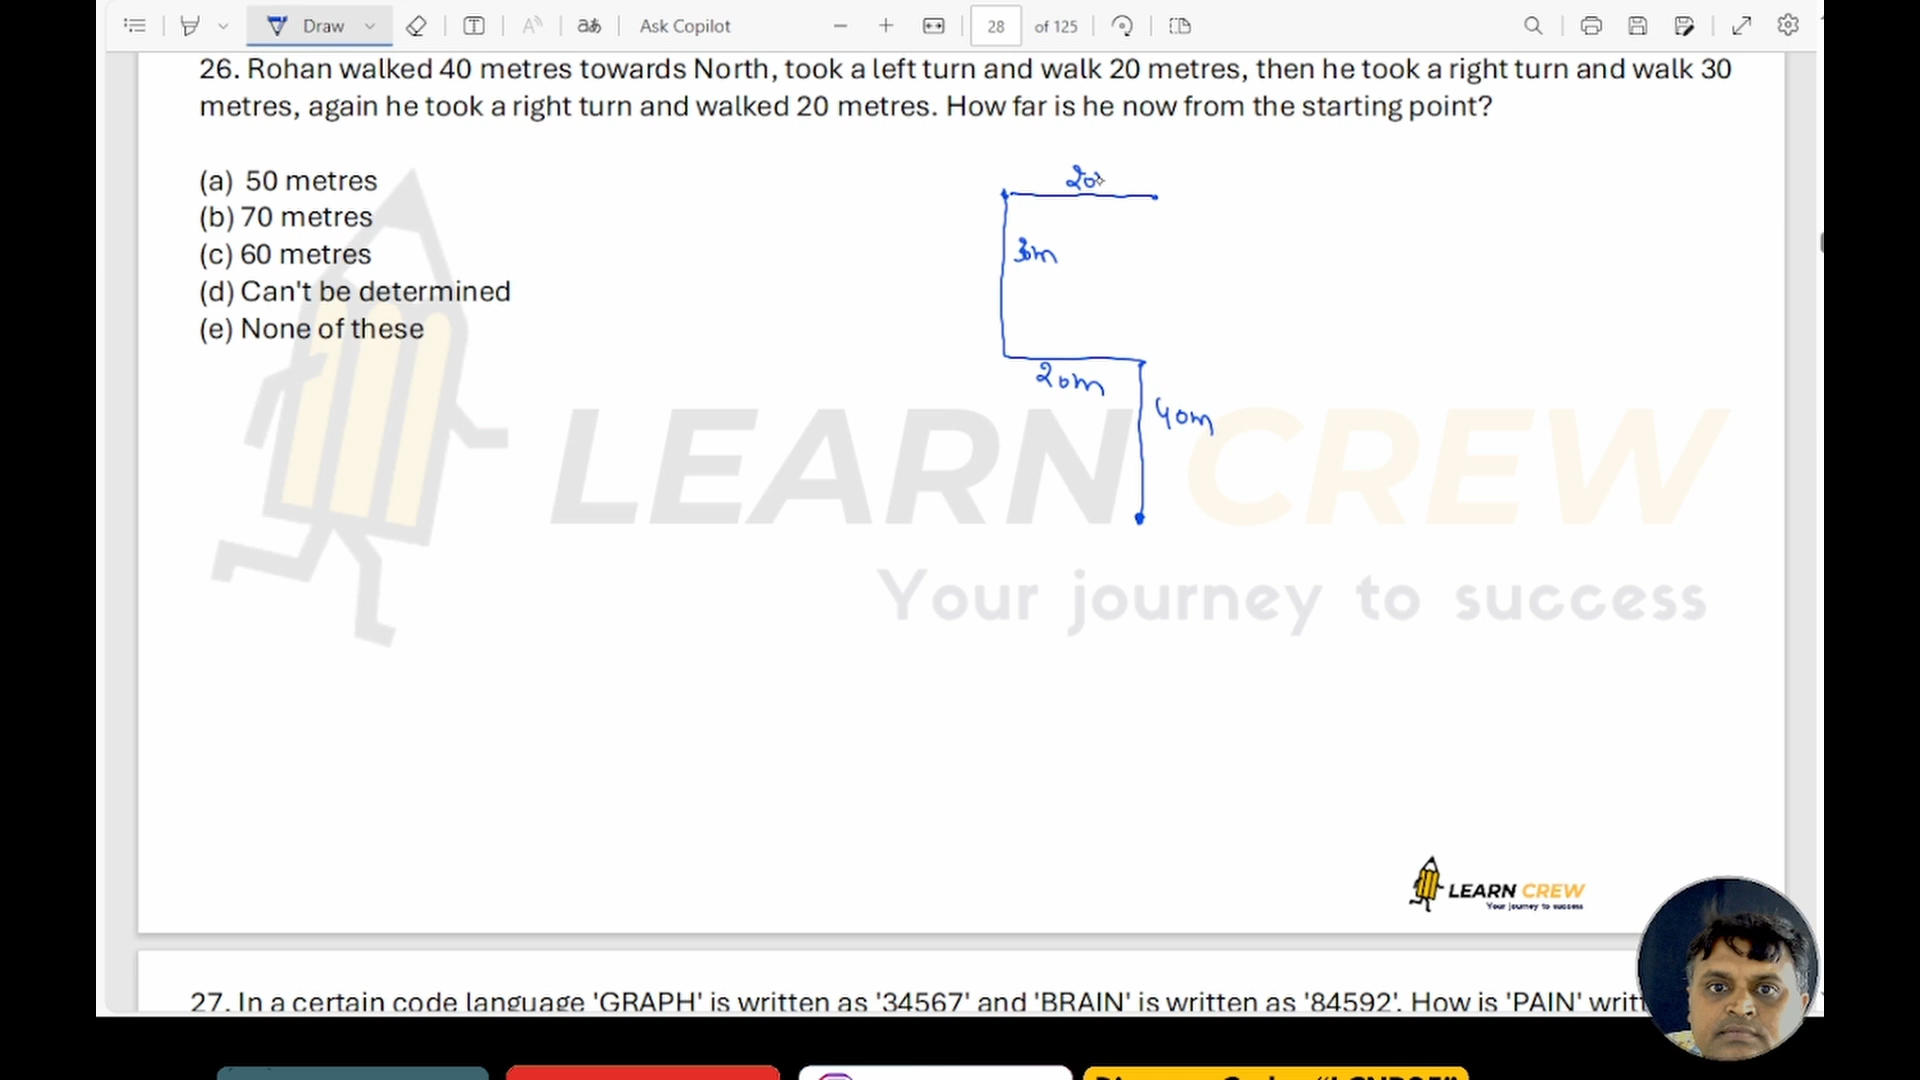 Draw
Ask Copilot
28 of 125
26. Rohan walked 40 metres towards North, took a left turn and walk 20 metres, then he took a right turn and walk 30
metres, again he took a right turn and walked 20 metres. How far is he now from the starting point?
(a) 50 metres
(b) 70 metres
(c) 60 metres
(d) Can't be determined
(e) None of these
20
30m
20m
40m
LEARN CREW
Your journey to success
LEARN CREW
Your journey to success
27. In a certain code language 'GRAPH' is written as '34567' and 'BRAIN' is written as '84592'. How is 'PAIN'